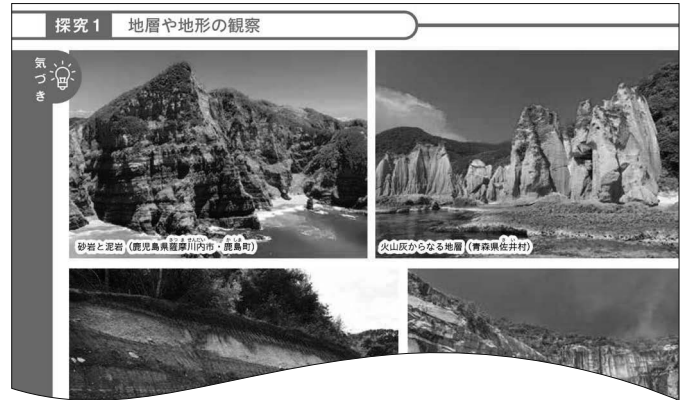 探究1 地層や地形の観察
気づき
砂岩と泥岩(鹿児島県薩摩川内市・鹿島町)
火山灰からなる地層(青森県佐井村)